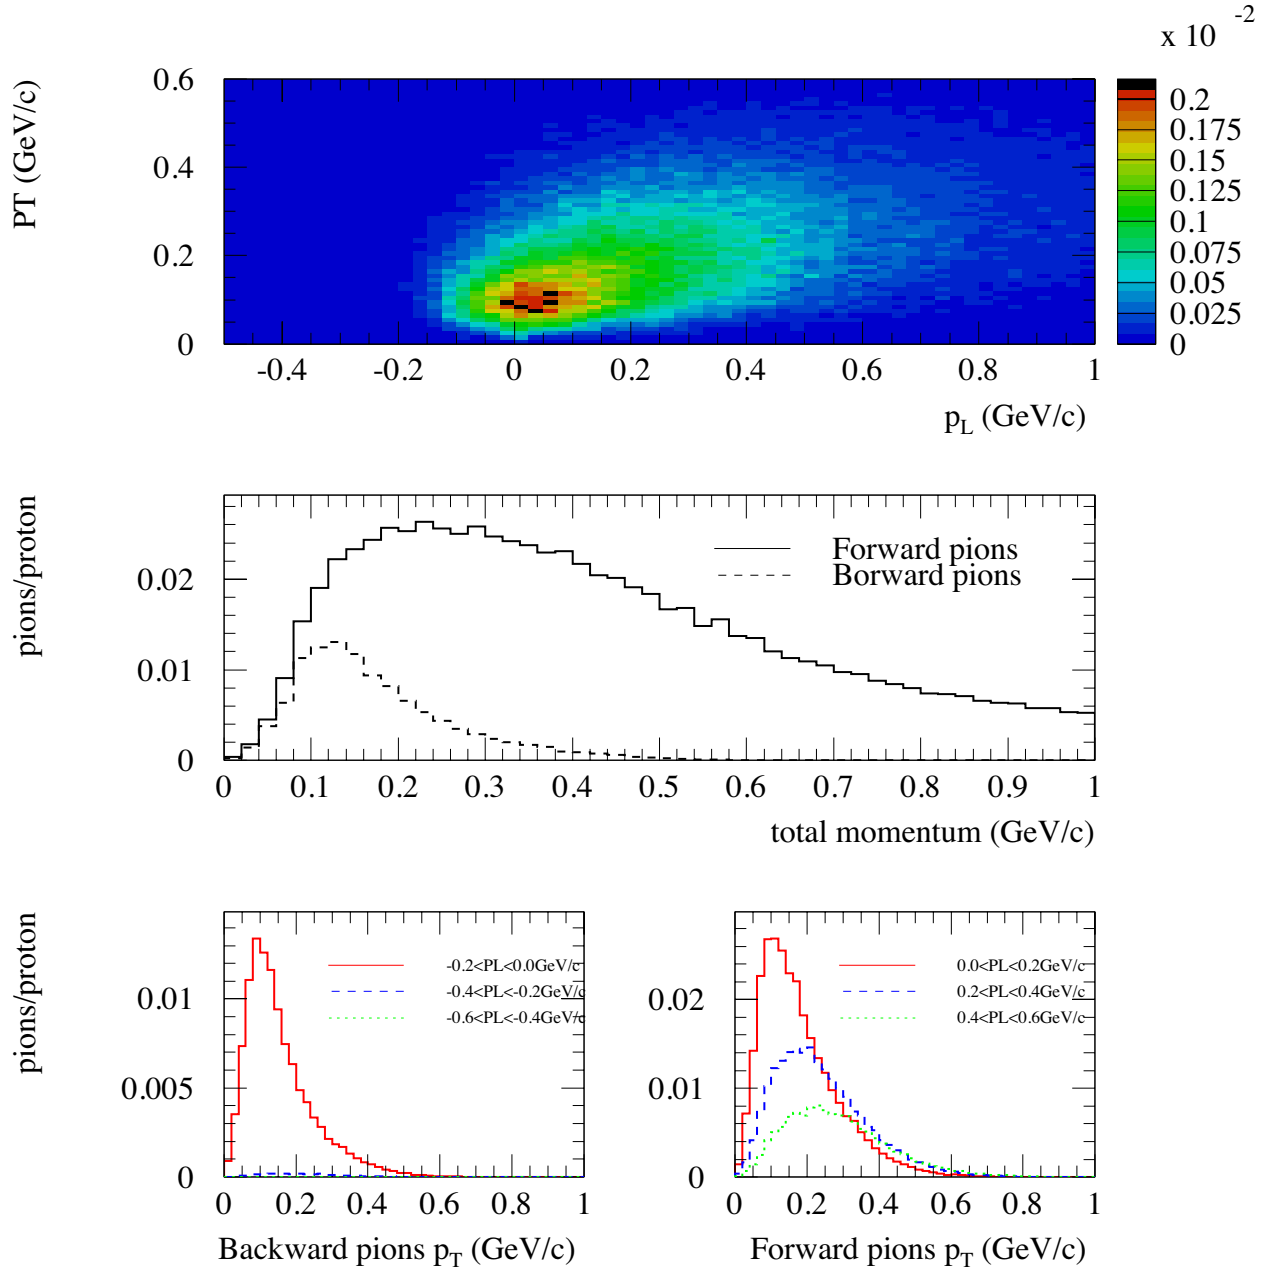 x 10 -2
PT (GeV/c)
0.6
0.4
0.2
0
-0.4 -0.2 0 0.2 0.4 0.6 0.8 1
p_L (GeV/c)
0.2
0.175
0.15
0.125
0.1
0.075
0.05
0.025
0
pions/proton
0.02
0.01
0
Forward pions
Borward pions
0 0.1 0.2 0.3 0.4 0.5 0.6 0.7 0.8 0.9 1
total momentum (GeV/c)
pions/proton
0.01
0.005
0
-0.2<PL<0.0GeV/c
-0.4<PL<-0.2GeV/c
-0.6<PL<-0.4GeV/c
0 0.2 0.4 0.6 0.8 1
Backward pions p_T (GeV/c)
0.02
0.01
0
0.0<PL<0.2GeV/c
0.2<PL<0.4GeV/c
0.4<PL<0.6GeV/c
0 0.2 0.4 0.6 0.8 1
Forward pions p_T (GeV/c)